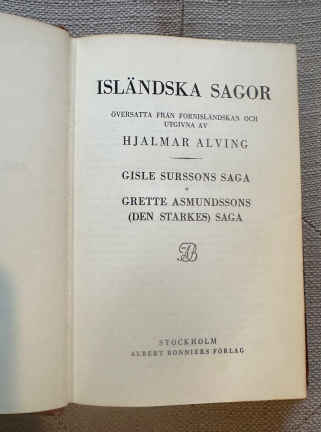 ISLÄNDSKA SAGOR
ÖVERSATTA FRÅN FORNISLÄNDSKAN OCH
UTGIVNA AV
HJALMAR ALVING
GISLE SURSSONS SAGA
*
GRETTE ASMUNDSSONS
(DEN STARKES) SAGA
AB
STOCKHOLM
ALBERT BONNIERS FÖRLAG